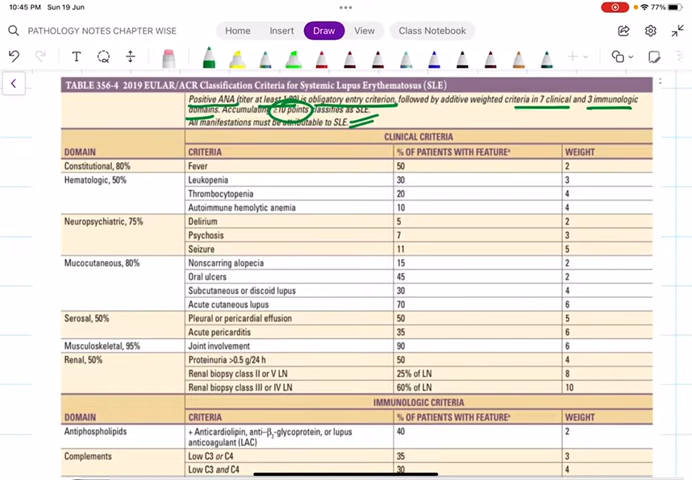 10:45 PM Sun 19 Jun
77%
PATHOLOGY NOTES CHAPTER WISE
Home Insert Draw View Class Notebook
TABLE 356-4 2019 EULAR/ACR Classification Criteria for Systemic Lupus Erythematosus (SLE)
Positive ANA (titer at least is obligatory entry criterion, followed by additive weighted criteria in 7 clinical and 3 immunologic
domains. Accumulating ≥10 points classifies as SLE.
All manifestations must be attributable to SLE.
CLINICAL CRITERIA
DOMAIN CRITERIA % OF PATIENTS WITH FEATUREᵃ WEIGHT
Constitutional, 80% Fever 50 2
Hematologic, 50% Leukopenia 30 3
Thrombocytopenia 20 4
Autoimmune hemolytic anemia 10 4
Neuropsychiatric, 75% Delirium 5 2
Psychosis 7 3
Seizure 11 5
Mucocutaneous, 80% Nonscarring alopecia 15 2
Oral ulcers 45 2
Subcutaneous or discoid lupus 30 4
Acute cutaneous lupus 70 6
Serosal, 50% Pleural or pericardial effusion 50 5
Acute pericarditis 35 6
Musculoskeletal, 95% Joint involvement 90 6
Renal, 50% Proteinuria >0.5 g/24 h 50 4
Renal biopsy class II or V LN 25% of LN 8
Renal biopsy class III or IV LN 60% of LN 10
IMMUNOLOGIC CRITERIA
DOMAIN CRITERIA % OF PATIENTS WITH FEATUREᵃ WEIGHT
Antiphospholipids + Anticardiolipin, anti-β₂-glycoprotein, or lupus 40 2
anticoagulant (LAC)
Complements Low C3 or C4 35 3
Low C3 and C4 30 4